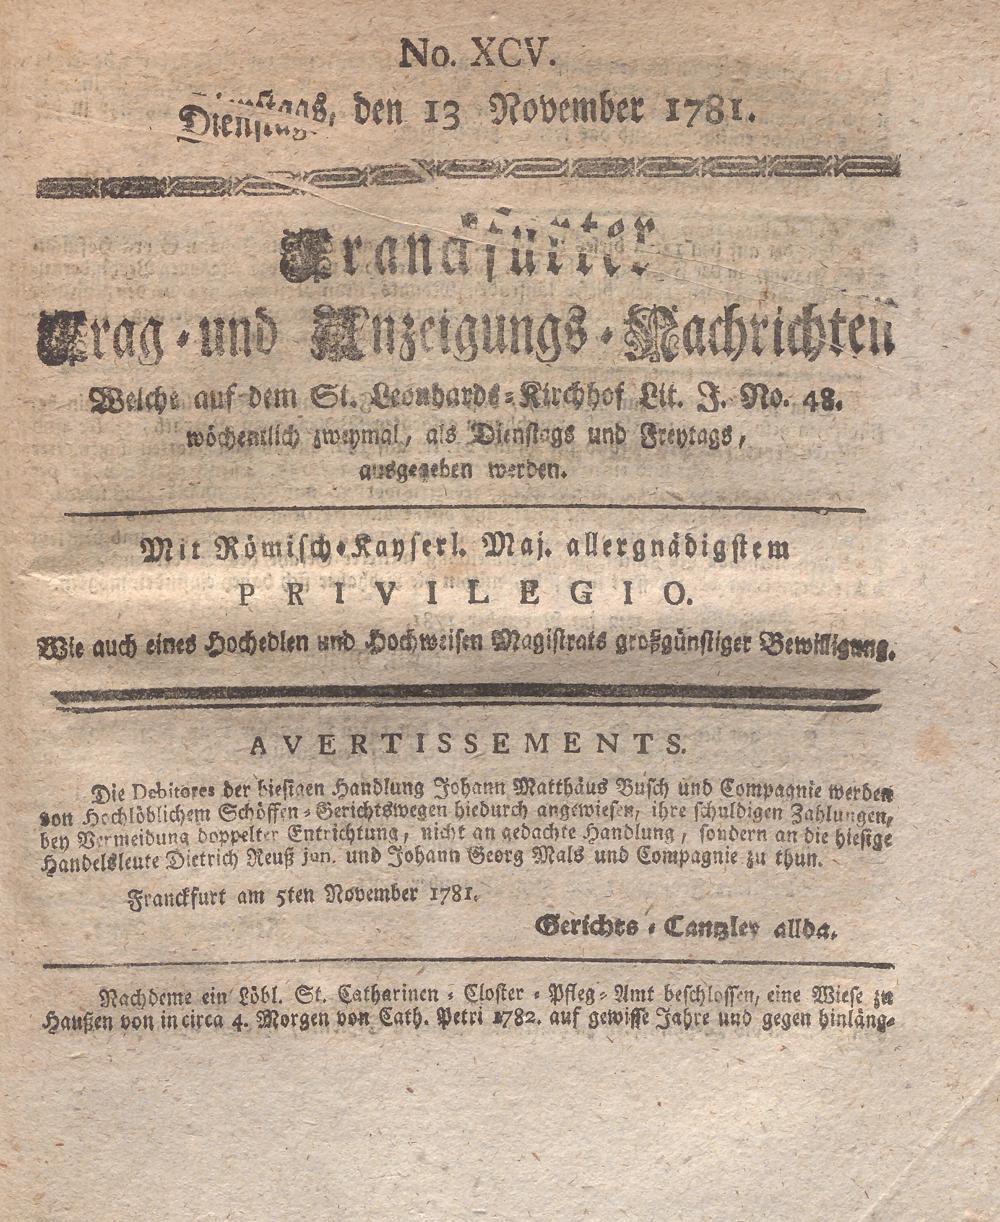 No. XCV.
Dienstags, den 13 November 1781.
Franckfurter
Frag-und Anzeigungs-Nachrichten
Welche auf dem St. Leonhards-Kirchhof Lit. J. No. 48.
wöchentlich zweymal, als Dienstags und Freytags,
ausgegeben werden.
Mit Römisch-Kayserl. Maj. allergnädigstem
PRIVILEGIO.
Wie auch eines Hochedlen und Hochweisen Magistrats großgünstiger Bewilligung.
AVERTISSEMENTS.
Die Debitores der hiesigen Handlung Johann Matthäus Busch und Compagnie werden
von Hochlöblichem Schöffen-Gerichtswegen hiedurch angewiesen, ihre schuldigen Zahlungen,
bey Vermeidung doppelter Entrichtung, nicht an gedachte Handlung, sondern an die hiesige
Handelsleute Dietrich Reuß jun. und Johann Georg Mals und Compagnie zu thun.
Franckfurt am 5ten November 1781.
Gerichts-Cantzley allda.
Nachdeme ein Löbl. St. Catharinen-Closter-Pfleg-Amt beschlossen, eine Wiese zu
Haußen von in circa 4. Morgen von Cath. Petri 1782. auf gewisse Jahre und gegen hinläng-